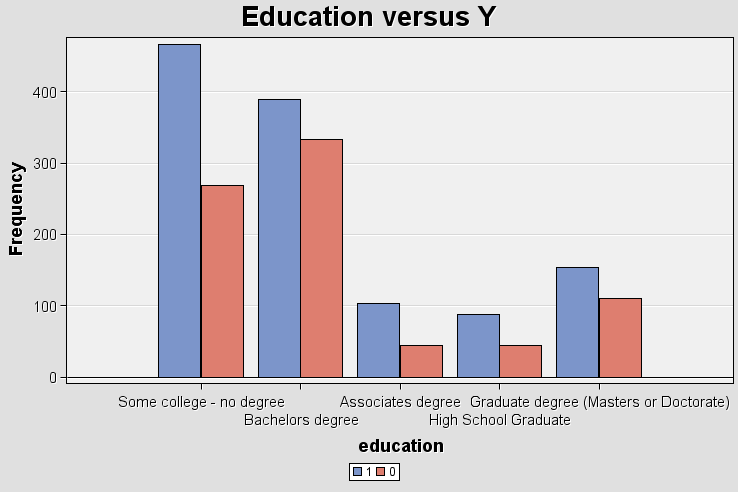 Education versus Y
Frequency
400
300
200
100
0
Some college - no degree
Bachelors degree
Associates degree
High School Graduate
Graduate degree (Masters or Doctorate)
education
1 0